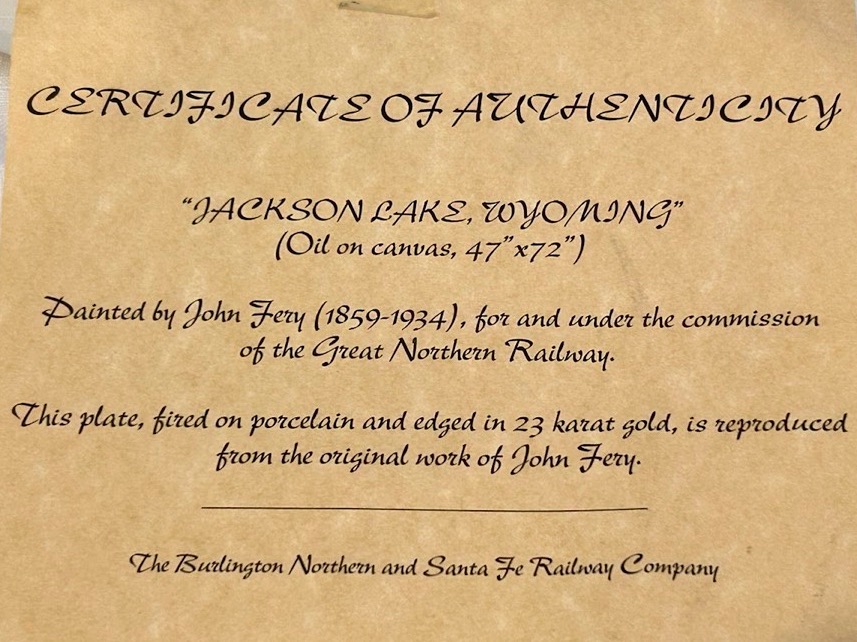 CERTIFICATE OF AUTHENTICITY
“JACKSON LAKE, WYOMING”
(Oil on canvas, 47”x72”)
Painted by John Fery (1859-1934), for and under the commission
of the Great Northern Railway.
This plate, fired on porcelain and edged in 23 karat gold, is reproduced
from the original work of John Fery.
The Burlington Northern and Santa Fe Railway Company